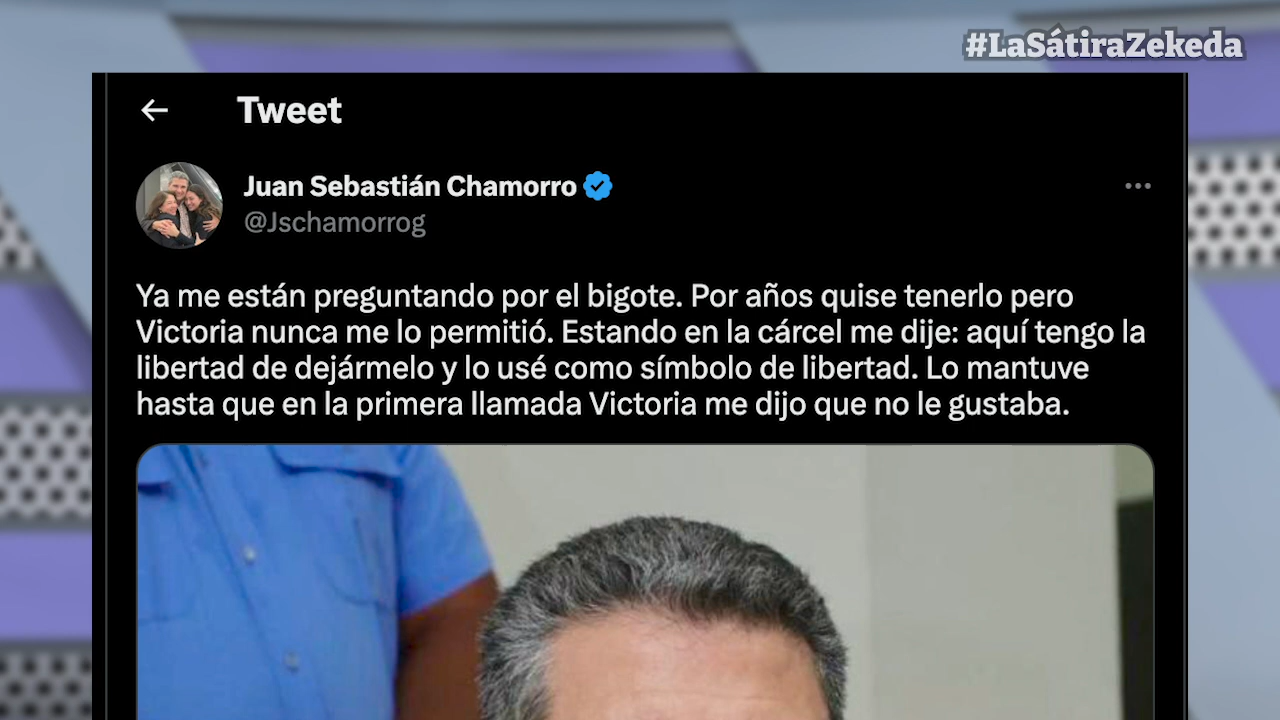 #LaSátiraZekeda
Tweet
Juan Sebastián Chamorro
@Jschamorrog
Ya me están preguntando por el bigote. Por años quise tenerlo pero
Victoria nunca me lo permitió. Estando en la cárcel me dije: aquí tengo la
libertad de dejármelo y lo usé como símbolo de libertad. Lo mantuve
hasta que en la primera llamada Victoria me dijo que no le gustaba.